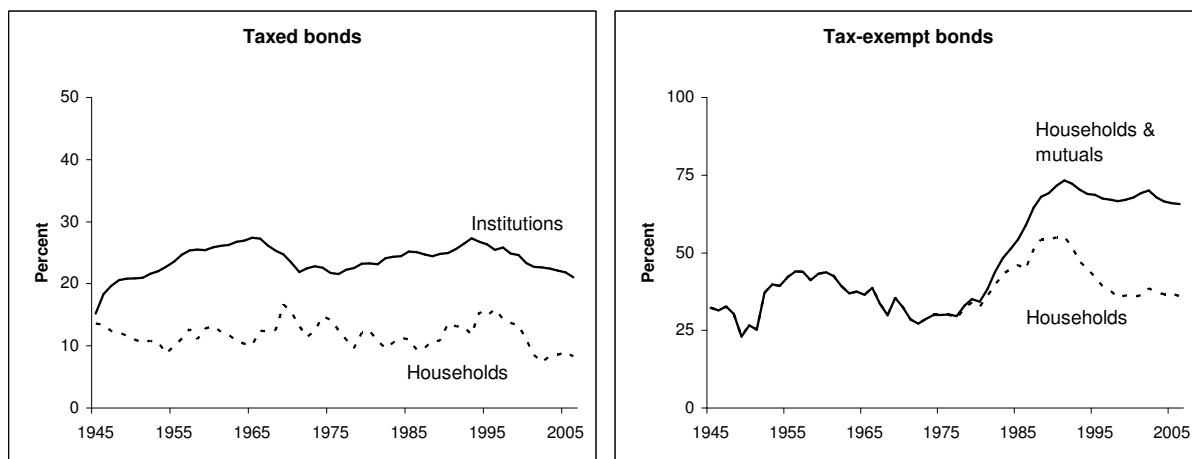 Taxed bonds
50
40
30
20
10
0
Percent
Institutions
Households
1945 1955 1965 1975 1985 1995 2005
Tax-exempt bonds
100
75
50
25
0
Percent
Households &
mutuals
Households
1945 1955 1965 1975 1985 1995 2005